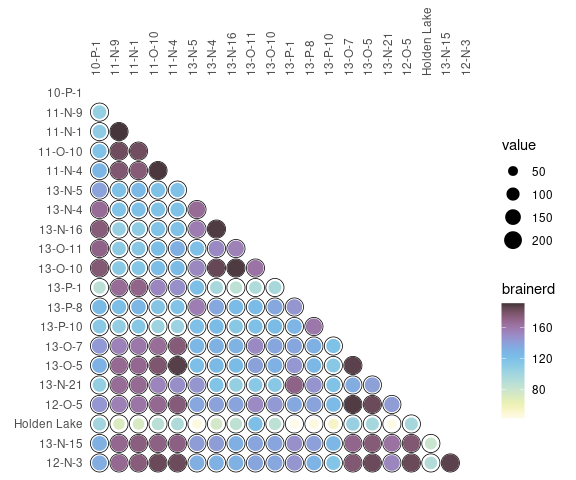 10-P-1
11-N-9
11-N-1
11-O-10
11-N-4
13-N-5
13-N-4
13-N-16
13-O-11
13-O-10
13-P-1
13-P-8
13-P-10
13-O-7
13-O-5
13-N-21
12-O-5
Holden Lake
13-N-15
12-N-3
10-P-1
11-N-9
11-N-1
11-O-10
11-N-4
13-N-5
13-N-4
13-N-16
13-O-11
13-O-10
13-P-1
13-P-8
13-P-10
13-O-7
13-O-5
13-N-21
12-O-5
Holden Lake
13-N-15
12-N-3
value
50
100
150
200
brainerd
160
120
80